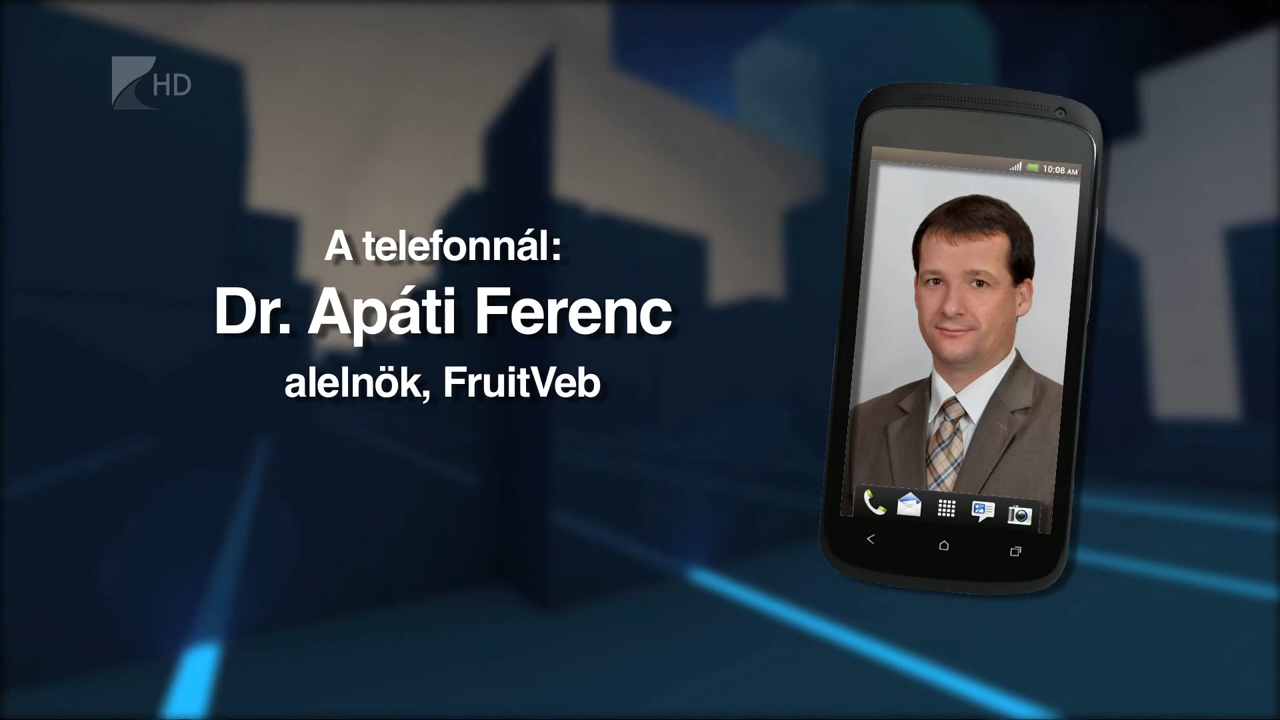 HD
A telefonnál:
Dr. Apáti Ferenc
alelnök, FruitVeb
10:08 AM